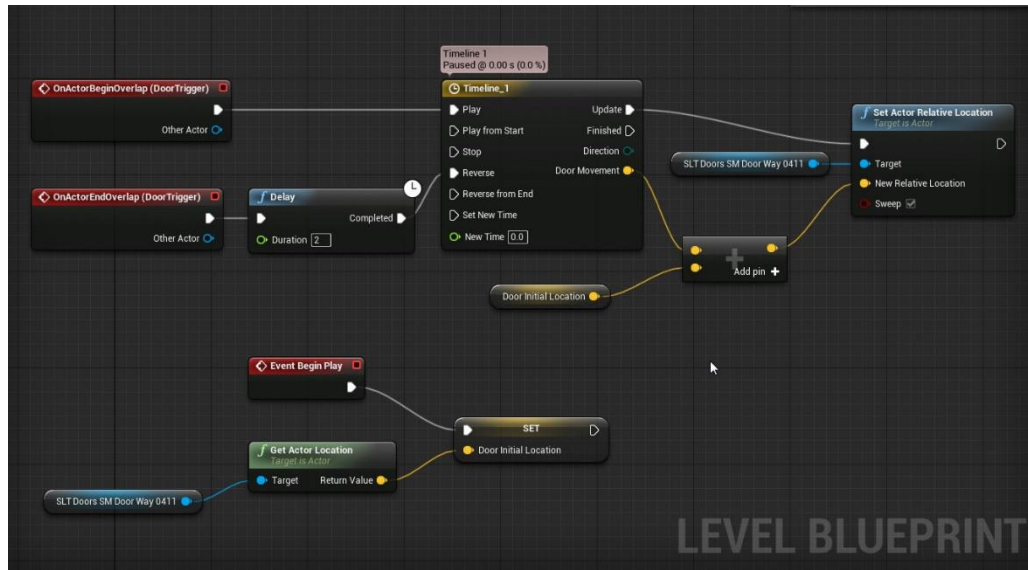 Timeline 1
Paused @ 0.00 s (0.0 %)
OnActorBeginOverlap (DoorTrigger)
Other Actor
OnActorEndOverlap (DoorTrigger)
Other Actor
Delay
Completed
Duration 2
Timeline_1
Play Update
Play from Start Finished
Stop Direction
Reverse Door Movement
Reverse from End
Set New Time
New Time 0.0
SLT Doors SM Door Way 0411
Set Actor Relative Location
Target is Actor
Target
New Relative Location
Sweep
Add pin
Door Initial Location
Event Begin Play
SET
Door Initial Location
Get Actor Location
Target is Actor
Target Return Value
SLT Doors SM Door Way 0411
LEVEL BLUEPRINT